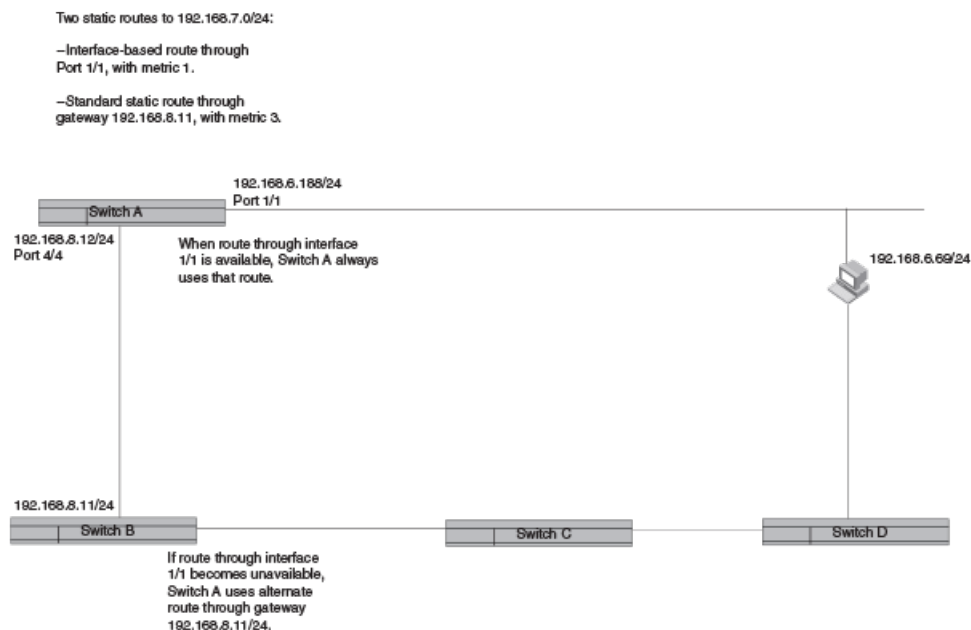 Two static routes to 192.168.7.0/24:
–Interface-based route through
Port 1/1, with metric 1.
–Standard static route through
gateway 192.168.8.11, with metric 3.
192.168.6.188/24
Port 1/1
Switch A
192.168.8.12/24
Port 4/4
When route through interface
1/1 is available, Switch A always
uses that route.
192.168.6.69/24
192.168.8.11/24
Switch B
Switch C
Switch D
If route through interface
1/1 becomes unavailable,
Switch A uses alternate
route through gateway
192.168.8.11/24.